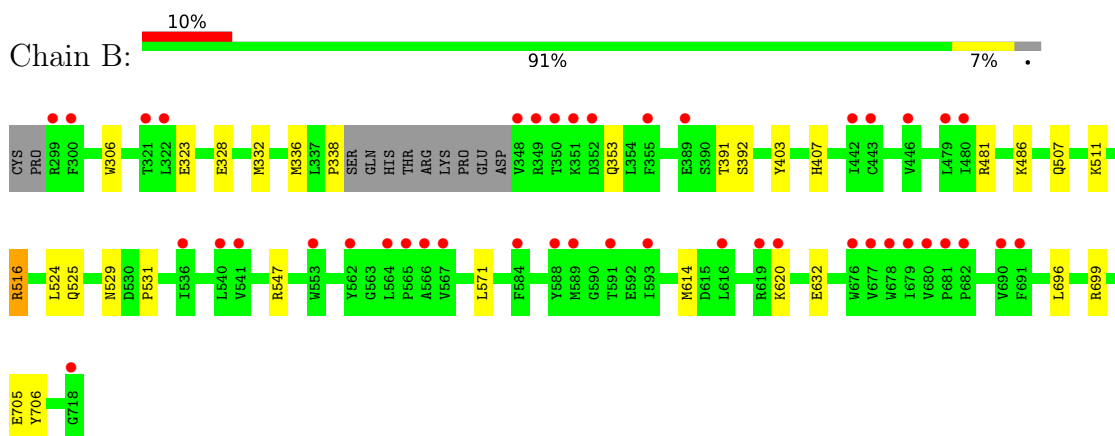 10%
Chain B:
91% 7% •
CYS PRO R299 F300 W306 T321 L322 E323 E328 M332 M336 L337 P338 SER GLN HIS THR ARG LYS PRO GLU ASP V348 R349 T350 K351 D352 Q353 L354 F355 E389 S390 T391 S392 Y403 H407 I442 C443 V446 L479 I480 R481 K486 Q507 K511
R516 L524 Q525 N529 D530 P531 I536 L540 V541 R547 W553 Y562 G563 L564 P565 A566 V567 L571 F584 Y588 M589 G590 T591 E592 I593 M614 D615 L616 R619 K620 E632 W676 V677 W678 I679 V680 P681 P682 V690 F691 L696 R699
E705 Y706 G718